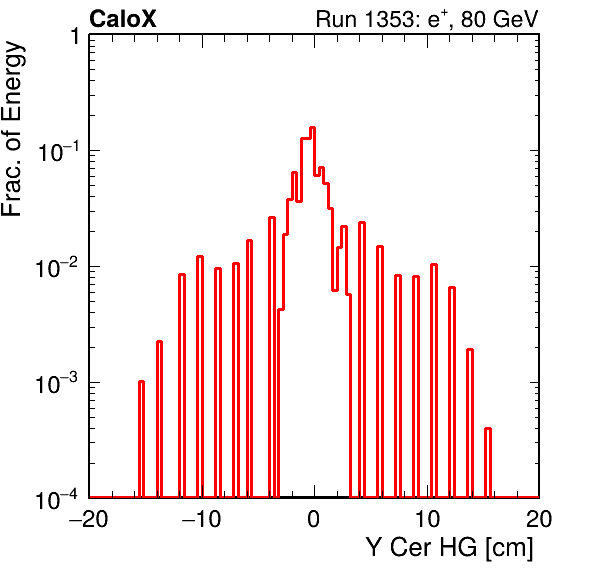 CaloX Run 1353: e⁺, 80 GeV
Frac. of Energy
1
10⁻¹
10⁻²
10⁻³
10⁻⁴
−20 −10 0 10 20
Y Cer HG [cm]